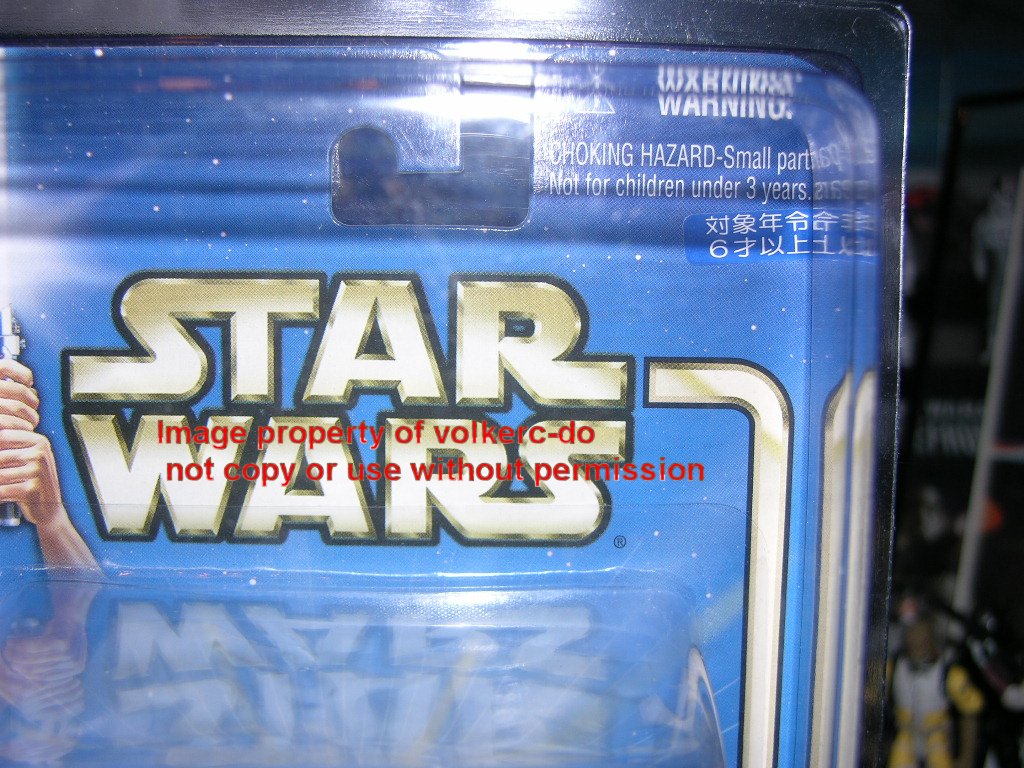 WARNING:
CHOKING HAZARD-Small
Not for children under 3 years.
対象年令
6才以上
STAR
WARS
®
Image property of volkerc-do
not copy or use without permission